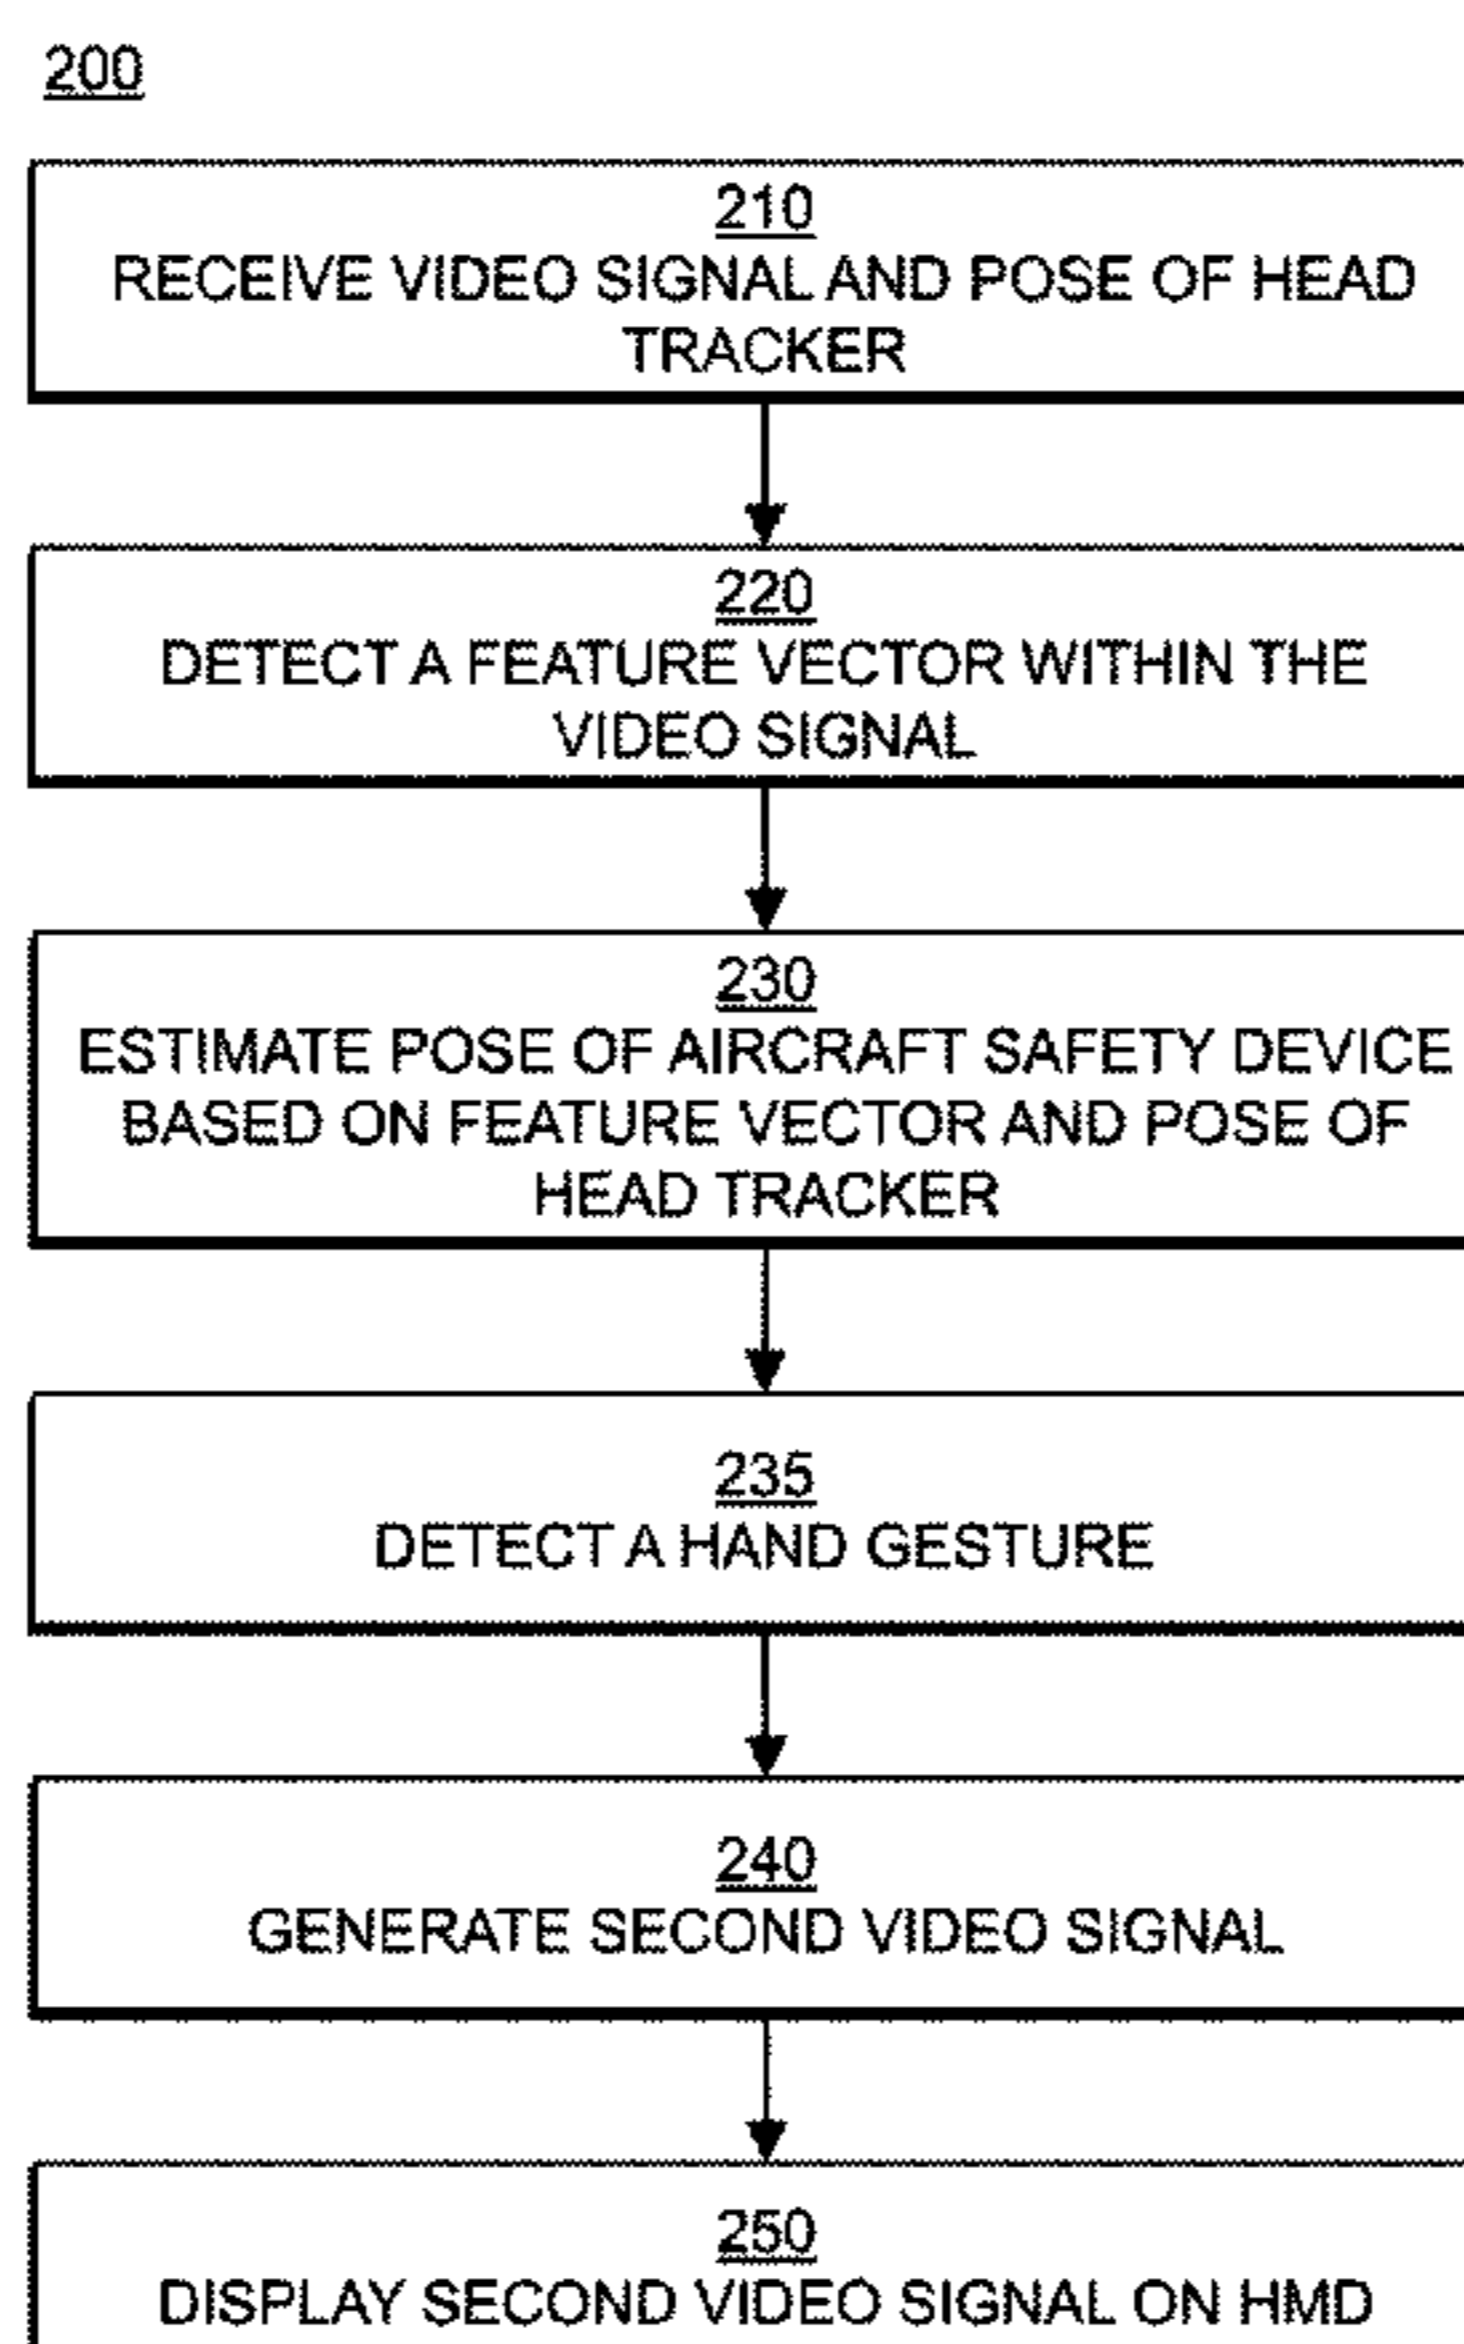 200
210
RECEIVE VIDEO SIGNAL AND POSE OF HEAD
TRACKER
220
DETECT A FEATURE VECTOR WITHIN THE
VIDEO SIGNAL
230
ESTIMATE POSE OF AIRCRAFT SAFETY DEVICE
BASED ON FEATURE VECTOR AND POSE OF
HEAD TRACKER
235
DETECT A HAND GESTURE
240
GENERATE SECOND VIDEO SIGNAL
250
DISPLAY SECOND VIDEO SIGNAL ON HMD